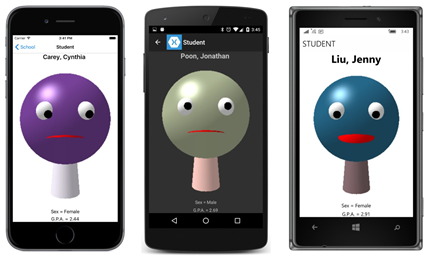 Carrier
3:41 PM
School
Student
Carey, Cynthia
Sex = Female
G.P.A. = 2.44
3:45
Student
Poon, Jonathan
Sex = Male
G.P.A. = 2.69
3:43
STUDENT
Liu, Jenny
Sex = Female
G.P.A. = 2.91